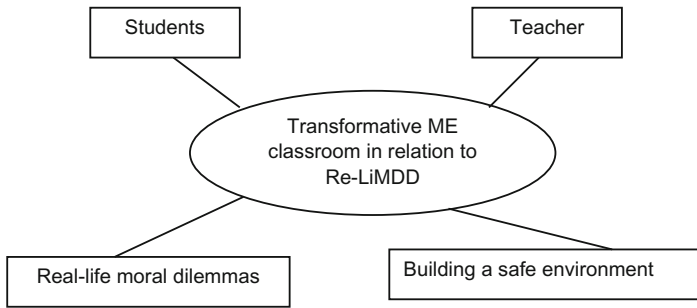 Students
Teacher
Transformative ME
classroom in relation to
Re-LiMDD
Real-life moral dilemmas
Building a safe environment